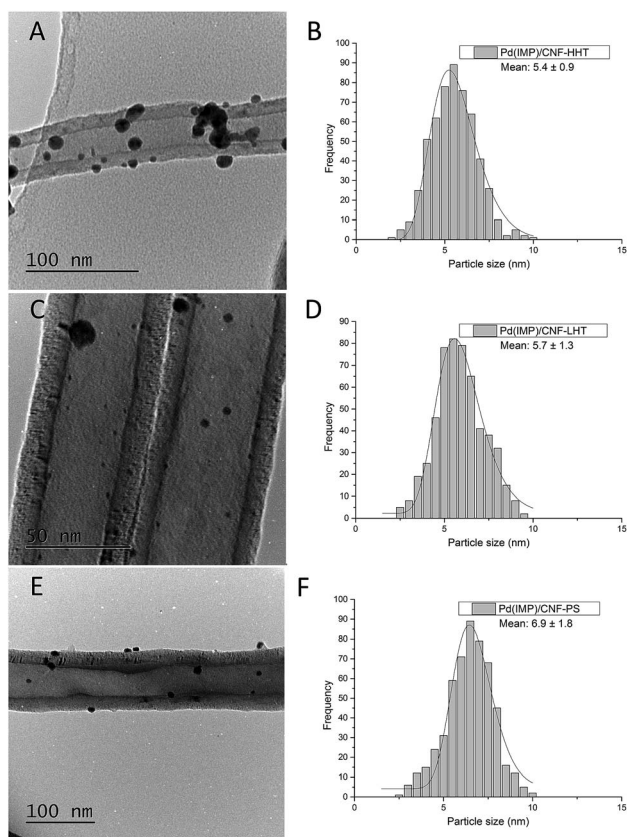 A
100 nm
B
Pd(IMP)/CNF-HHT
Mean: 5.4 ± 0.9
Frequency
90
80
70
60
50
40
30
20
10
0
0 5 10 15
Particle size (nm)
C
50 nm
D
Pd(IMP)/CNF-LHT
Mean: 5.7 ± 1.3
Frequency
90
80
70
60
50
40
30
20
10
0
0 5 10 15
Particle size (nm)
E
100 nm
F
Pd(IMP)/CNF-PS
Mean: 6.9 ± 1.8
Frequency
100
90
80
70
60
50
40
30
20
10
0
0 5 10 15
Particle size (nm)